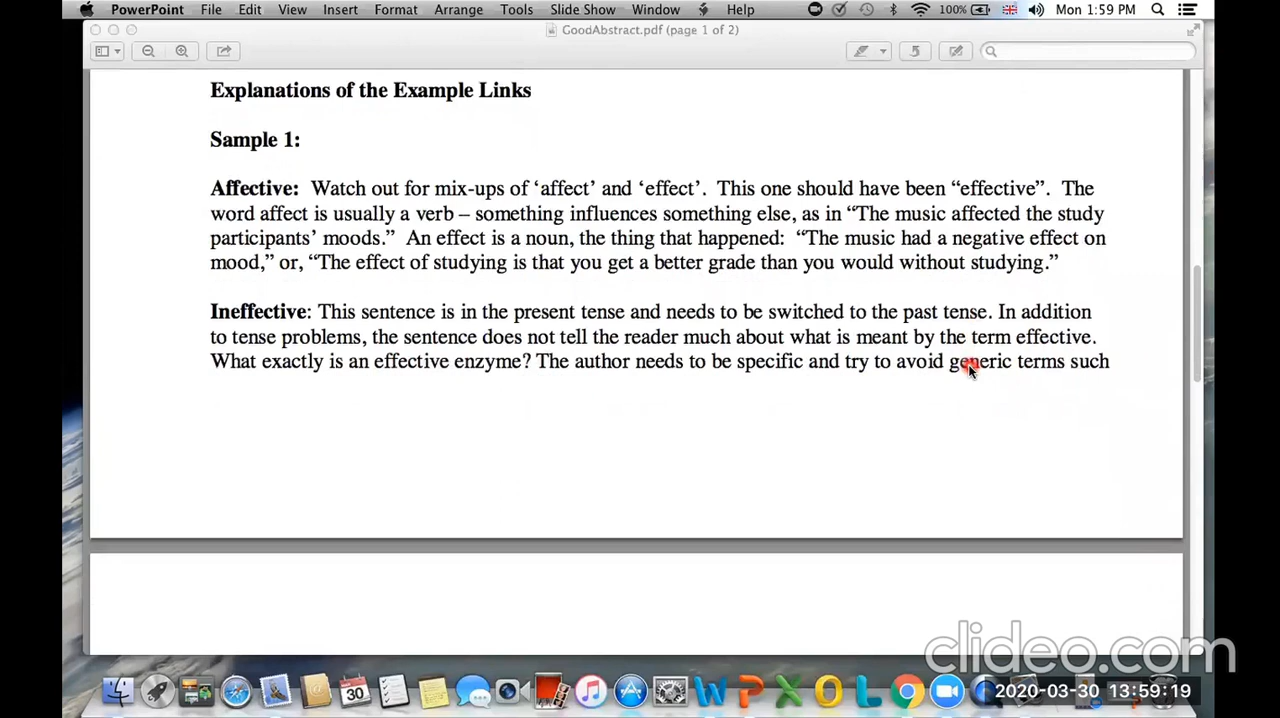 PowerPoint File Edit View Insert Format Arrange Tools Slide Show Window Help 100% Mon 1:59 PM
GoodAbstract.pdf (page 1 of 2)
Explanations of the Example Links
Sample 1:
Affective: Watch out for mix-ups of ‘affect’ and ‘effect’. This one should have been “effective”. The
word affect is usually a verb – something influences something else, as in “The music affected the study
participants’ moods.” An effect is a noun, the thing that happened: “The music had a negative effect on
mood,” or, “The effect of studying is that you get a better grade than you would without studying.”
Ineffective: This sentence is in the present tense and needs to be switched to the past tense. In addition
to tense problems, the sentence does not tell the reader much about what is meant by the term effective.
What exactly is an effective enzyme? The author needs to be specific and try to avoid generic terms such
clideo.com
30
2020-03-30 13:59:19